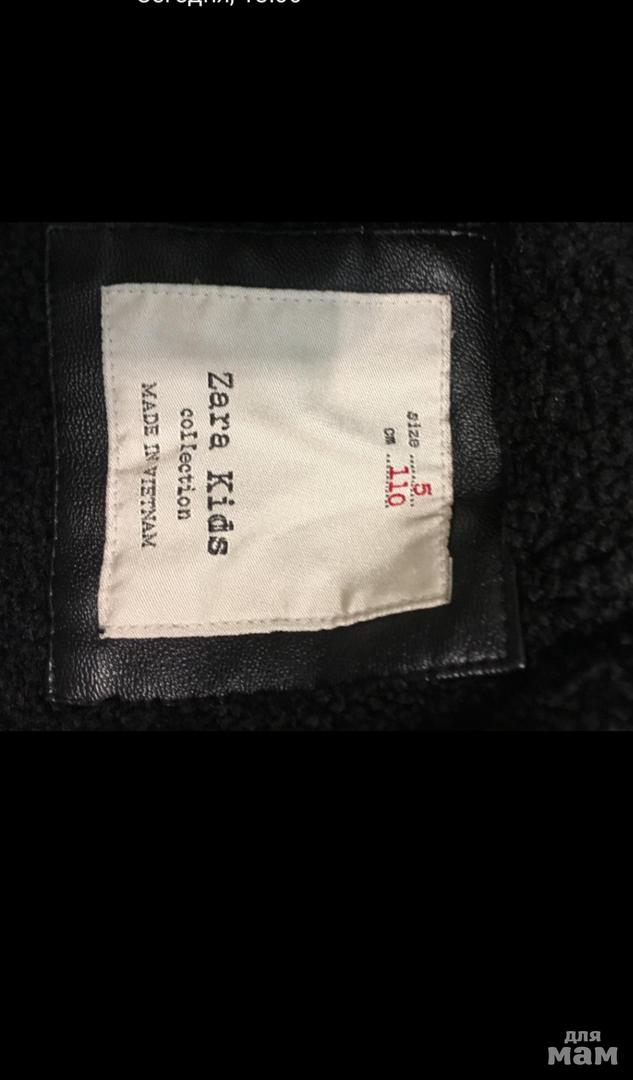 size 5
cm 110
Zara Kids
collection
MADE IN VIETNAM
для
мам